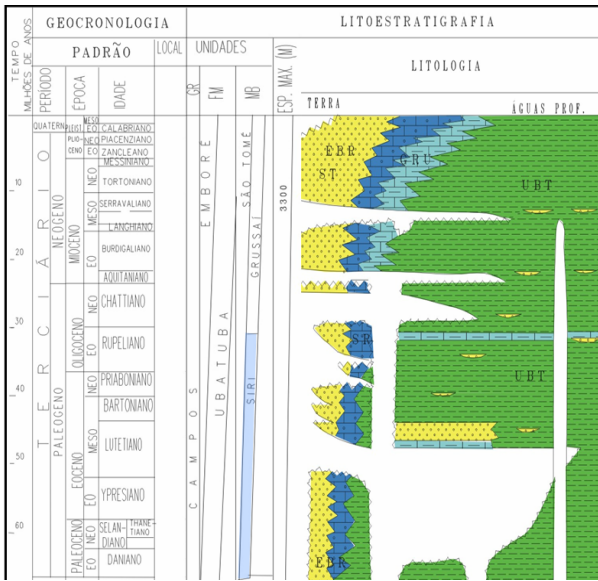 GEOCRONOLOGIA
LITOESTRATIGRAFIA
TEMPO
MILHÕES DE ANOS
PADRÃO
LOCAL
UNIDADES
LITOLOGIA
PERÍODO
ÉPOCA
IDADE
GR
FM
MB
ESP. MAX. (M)
TERRA
ÁGUAS PROF.
QUATERN.
PLEIST.
MESO
EO
CALABRIANO
PLIO-
CENO
NEO
PIACENZIANO
EO
ZANCLEANO
MESSINIANO
NEO
TORTONIANO
10
MESO
SERRAVALIANO
LANGHIANO
MIOCENO
NEOGENO
20
EO
BURDIGALIANO
AQUITANIANO
NEO
CHATTIANO
30
OLIGOCENO
EO
RUPELIANO
TERCIÁRIO
PALEOGENO
NEO
PRIABONIANO
40
BARTONIANO
MESO
LUTETIANO
50
EOCENO
EO
YPRESIANO
60
PALEOCENO
NEO
SELAN-
DIANO
THANE-
TIANO
EO
DANIANO
CAMPOS
UBATUBA
EMBORÉ
SÃO TOMÉ
GRUSSAÍ
SIRI
3300
EBR
ST
GRU
UBT
SR
UBT
EBR